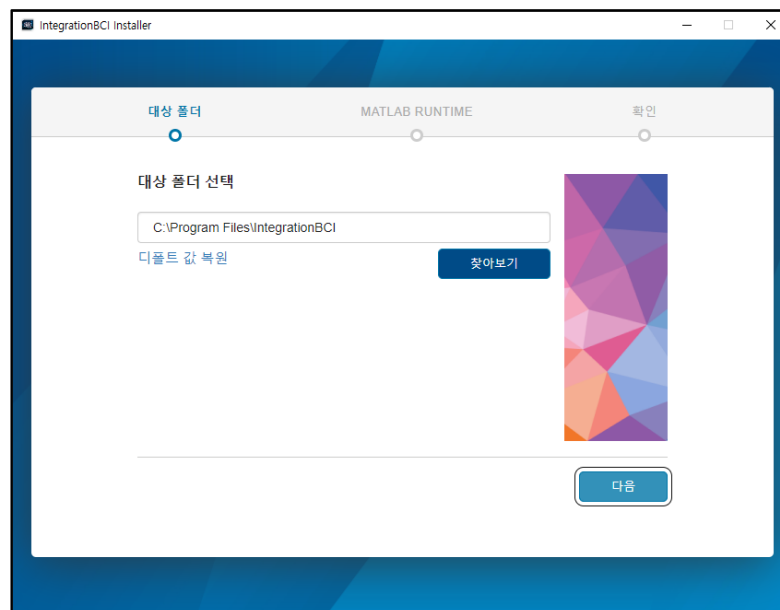 IntegrationBCI Installer
대상 폴더
MATLAB RUNTIME
확인
대상 폴더 선택
C:\Program Files\IntegrationBCI
디폴트 값 복원
찾아보기
다음